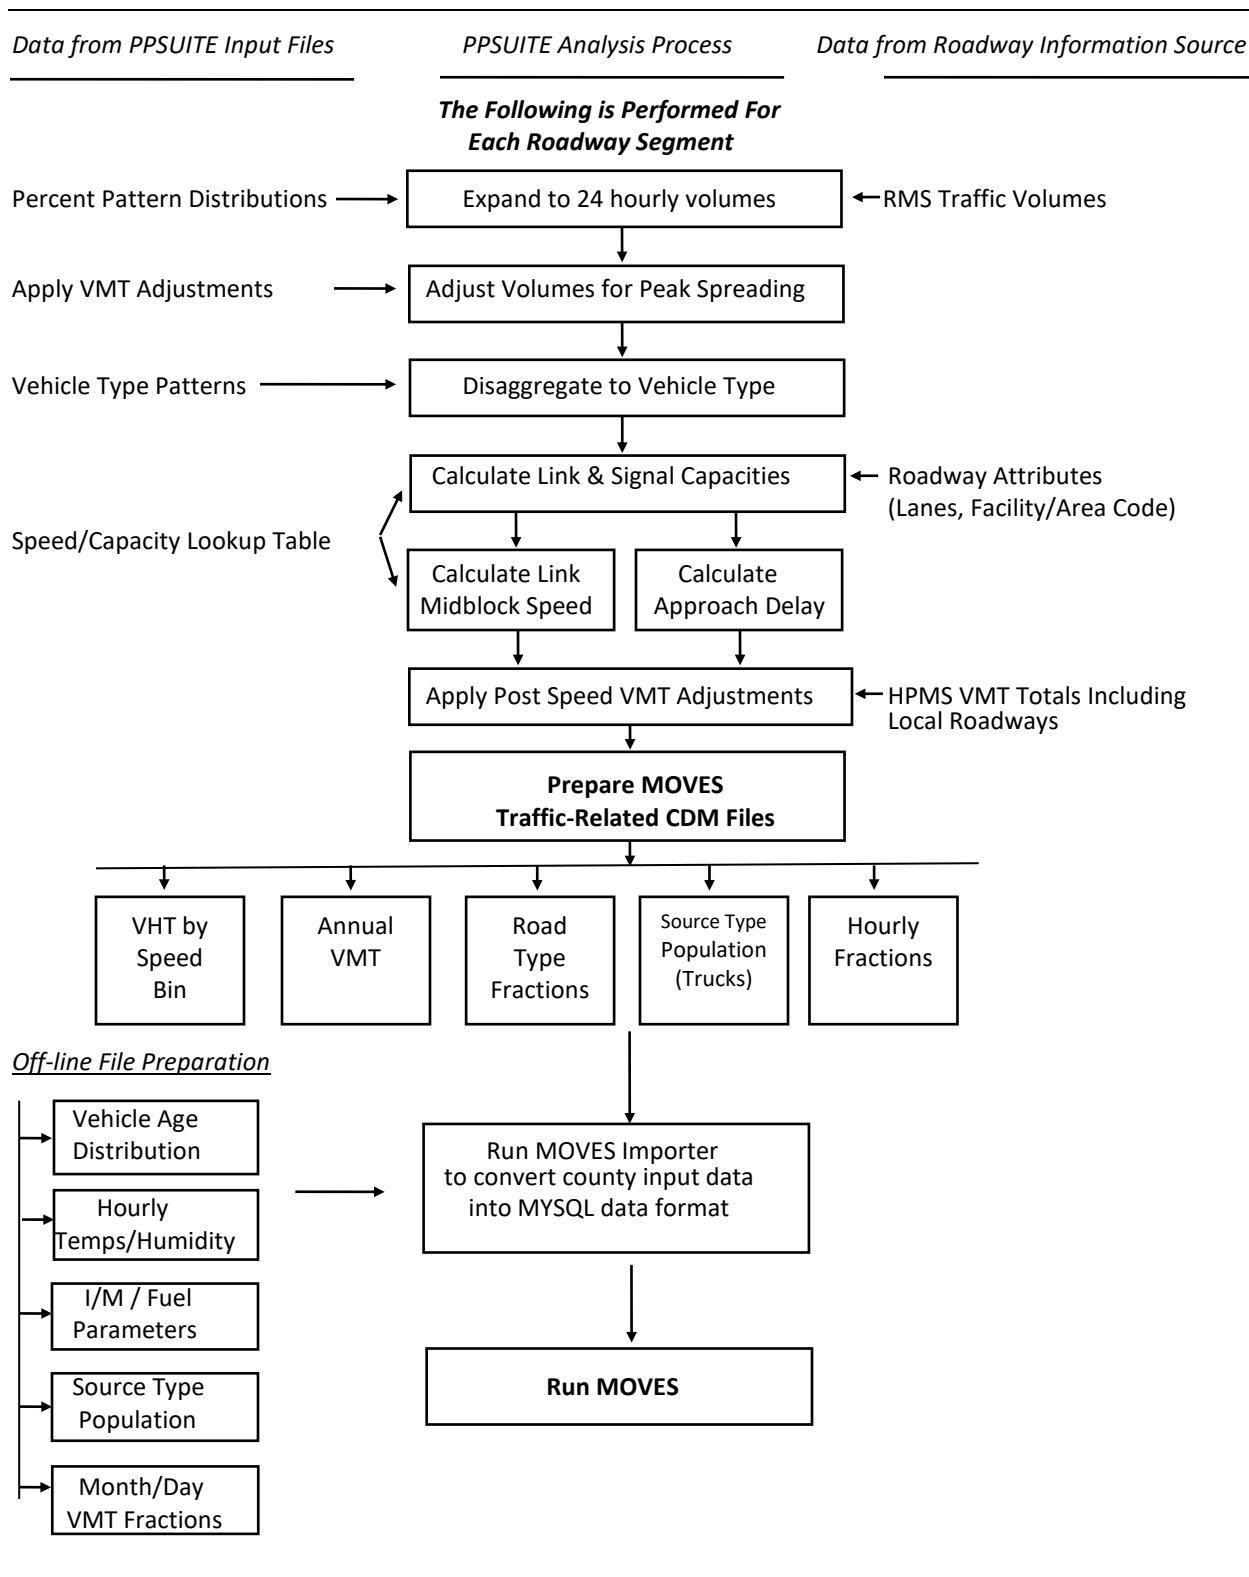 Data from PPSUITE Input Files
PPSUITE Analysis Process
Data from Roadway Information Source
The Following is Performed For
Each Roadway Segment
Percent Pattern Distributions
Expand to 24 hourly volumes
RMS Traffic Volumes
Apply VMT Adjustments
Adjust Volumes for Peak Spreading
Vehicle Type Patterns
Disaggregate to Vehicle Type
Calculate Link & Signal Capacities
Roadway Attributes
(Lanes, Facility/Area Code)
Speed/Capacity Lookup Table
Calculate Link
Midblock Speed
Calculate
Approach Delay
Apply Post Speed VMT Adjustments
HPMS VMT Totals Including
Local Roadways
Prepare MOVES
Traffic-Related CDM Files
VHT by
Speed
Bin
Annual
VMT
Road
Type
Fractions
Source Type
Population
(Trucks)
Hourly
Fractions
Off-line File Preparation
Vehicle Age
Distribution
Hourly
Temps/Humidity
I/M / Fuel
Parameters
Source Type
Population
Month/Day
VMT Fractions
Run MOVES Importer
to convert county input data
into MYSQL data format
Run MOVES